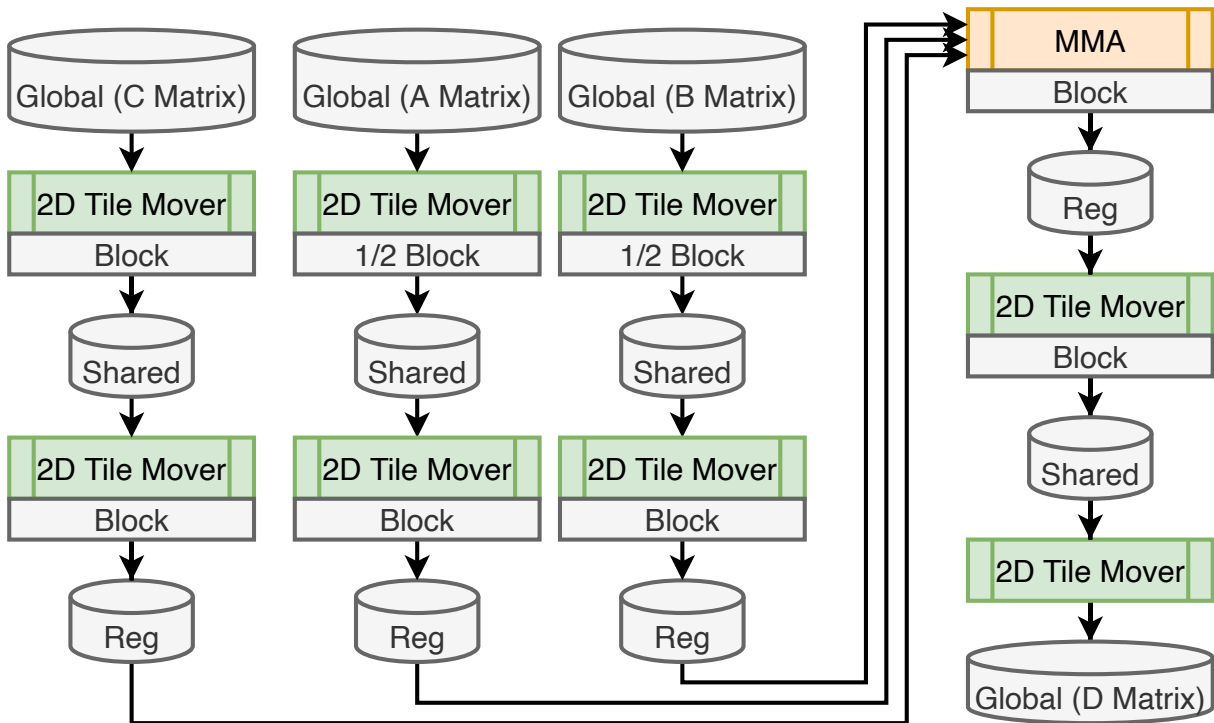 Global (C Matrix)
2D Tile Mover
Block
Shared
2D Tile Mover
Block
Reg
Global (A Matrix)
2D Tile Mover
1/2 Block
Shared
2D Tile Mover
Block
Reg
Global (B Matrix)
2D Tile Mover
1/2 Block
Shared
2D Tile Mover
Block
Reg
MMA
Block
Reg
2D Tile Mover
Block
Shared
2D Tile Mover
Global (D Matrix)